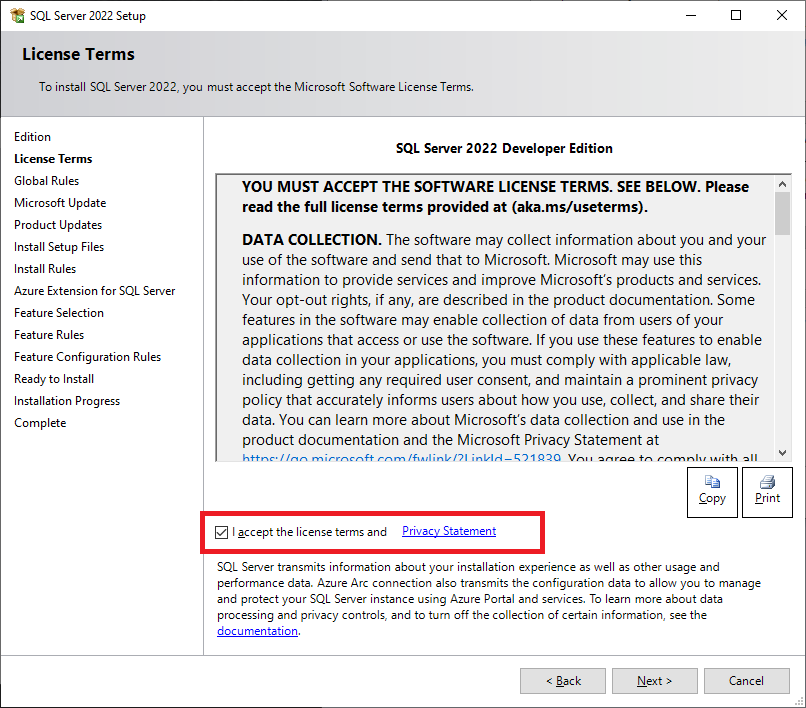 SQL Server 2022 Setup
License Terms
To install SQL Server 2022, you must accept the Microsoft Software License Terms.
Edition
License Terms
Global Rules
Microsoft Update
Product Updates
Install Setup Files
Install Rules
Azure Extension for SQL Server
Feature Selection
Feature Rules
Feature Configuration Rules
Ready to Install
Installation Progress
Complete
SQL Server 2022 Developer Edition
YOU MUST ACCEPT THE SOFTWARE LICENSE TERMS. SEE BELOW. Please
read the full license terms provided at (aka.ms/useterms).
DATA COLLECTION. The software may collect information about you and your
use of the software and send that to Microsoft. Microsoft may use this
information to provide services and improve Microsoft's products and services.
Your opt-out rights, if any, are described in the product documentation. Some
features in the software may enable collection of data from users of your
applications that access or use the software. If you use these features to enable
data collection in your applications, you must comply with applicable law,
including getting any required user consent, and maintain a prominent privacy
policy that accurately informs users about how you use, collect, and share their
data. You can learn more about Microsoft's data collection and use in the
product documentation and the Microsoft Privacy Statement at
https://go.microsoft.com/fwlink/?LinkId=521839. You agree to comply with all
Copy
Print
I accept the license terms and Privacy Statement
SQL Server transmits information about your installation experience as well as other usage and
performance data. Azure Arc connection also transmits the configuration data to allow you to manage
and protect your SQL Server instance using Azure Portal and services. To learn more about data
processing and privacy controls, and to turn off the collection of certain information, see the
documentation.
< Back
Next >
Cancel